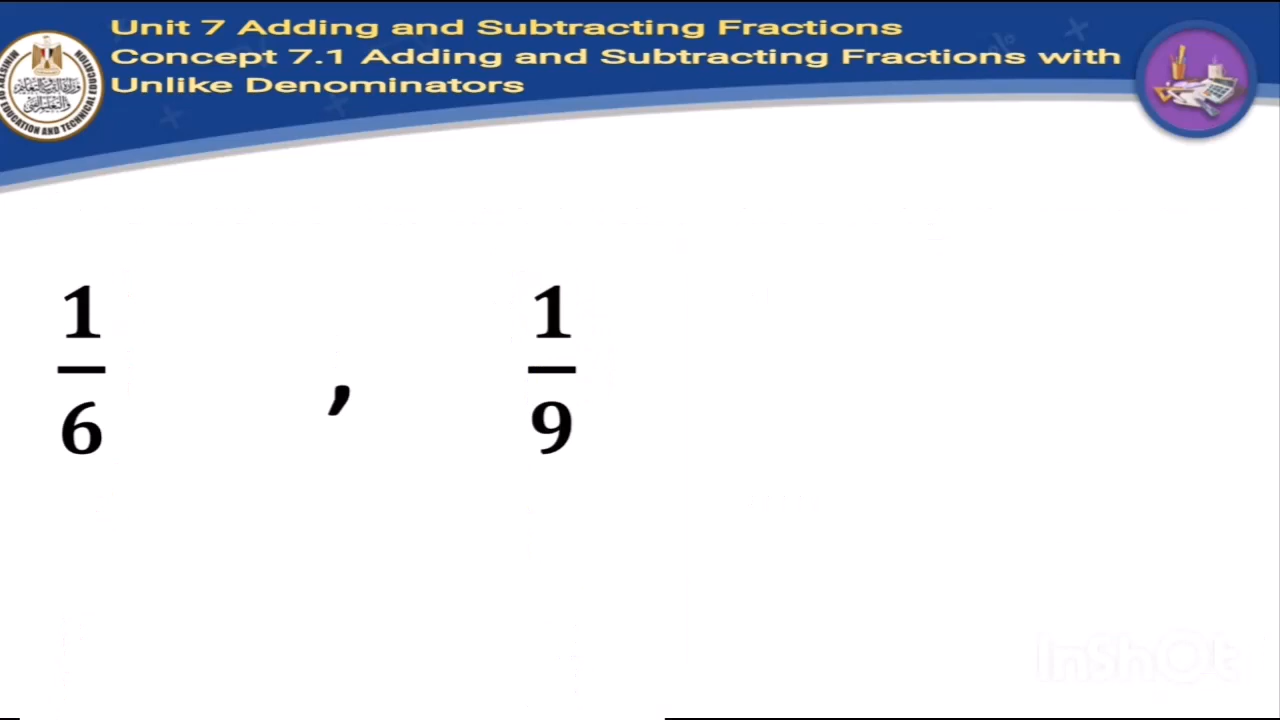 Unit 7 Adding and Subtracting Fractions
Concept 7.1 Adding and Subtracting Fractions with
Unlike Denominators
1/6 , 1/9
InShOt